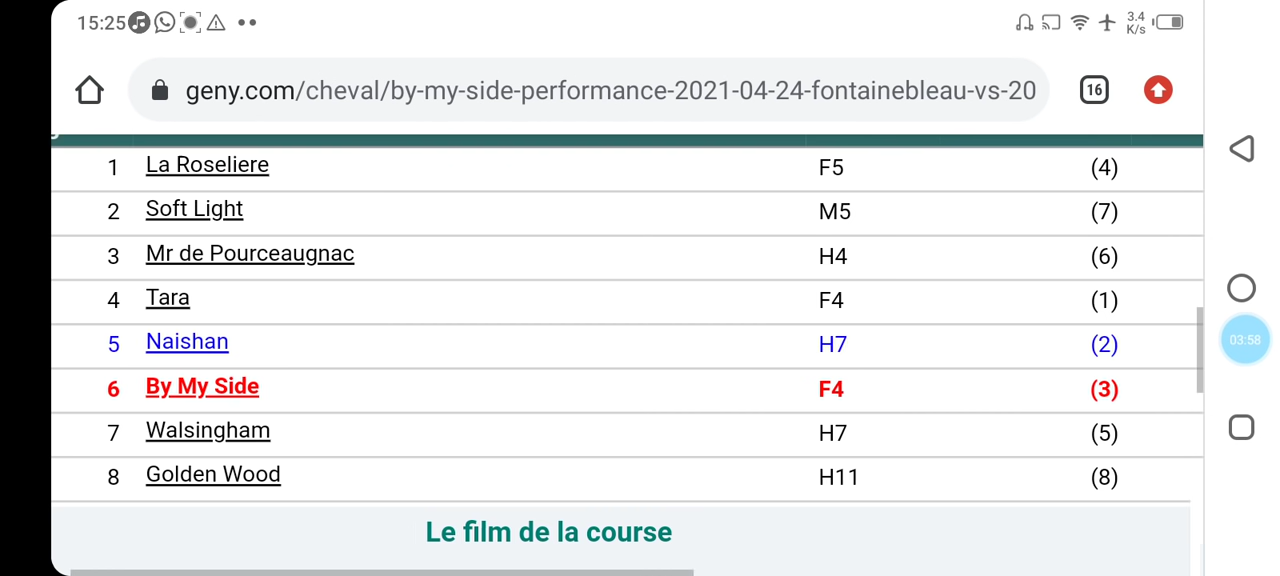 15:25 3.4 K/s
geny.com/cheval/by-my-side-performance-2021-04-24-fontainebleau-vs-20 16
1 La Roseliere F5 (4)
2 Soft Light M5 (7)
3 Mr de Pourceaugnac H4 (6)
4 Tara F4 (1)
5 Naishan H7 (2)
03:58
6 By My Side F4 (3)
7 Walsingham H7 (5)
8 Golden Wood H11 (8)
Le film de la course